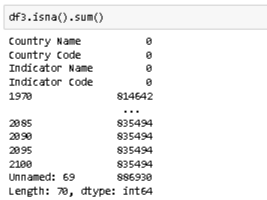 df3.isna().sum()
Country Name 0
Country Code 0
Indicator Name 0
Indicator Code 0
1970 814642
...
2085 835494
2090 835494
2095 835494
2100 835494
Unnamed: 69 886930
Length: 70, dtype: int64